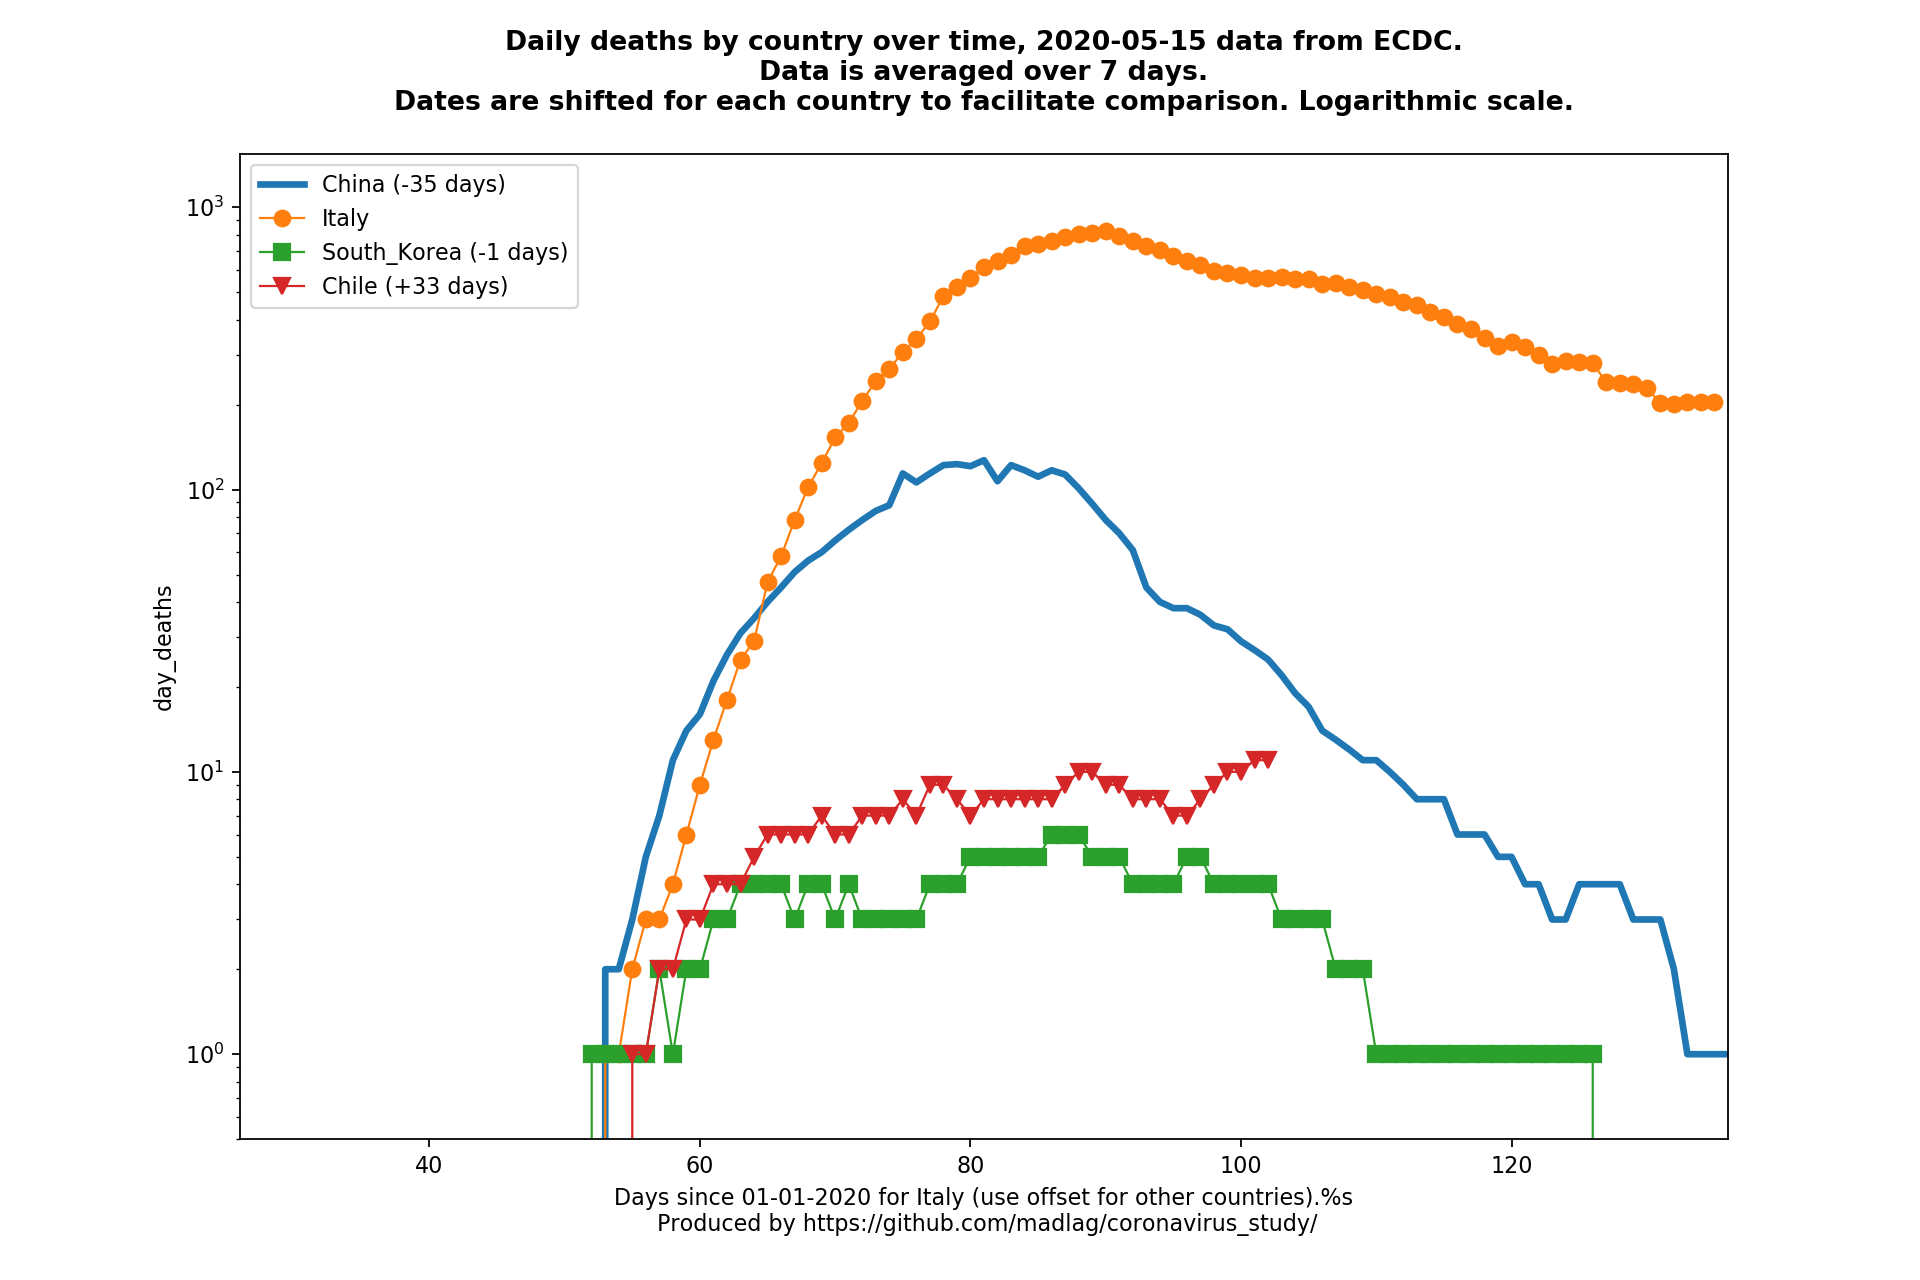 Daily deaths by country over time, 2020-05-15 data from ECDC.
Data is averaged over 7 days.
Dates are shifted for each country to facilitate comparison. Logarithmic scale.
China (-35 days)
Italy
South_Korea (-1 days)
Chile (+33 days)
10³
10²
10¹
10⁰
day_deaths
40 60 80 100 120
Days since 01-01-2020 for Italy (use offset for other countries).%s
Produced by https://github.com/madlag/coronavirus_study/